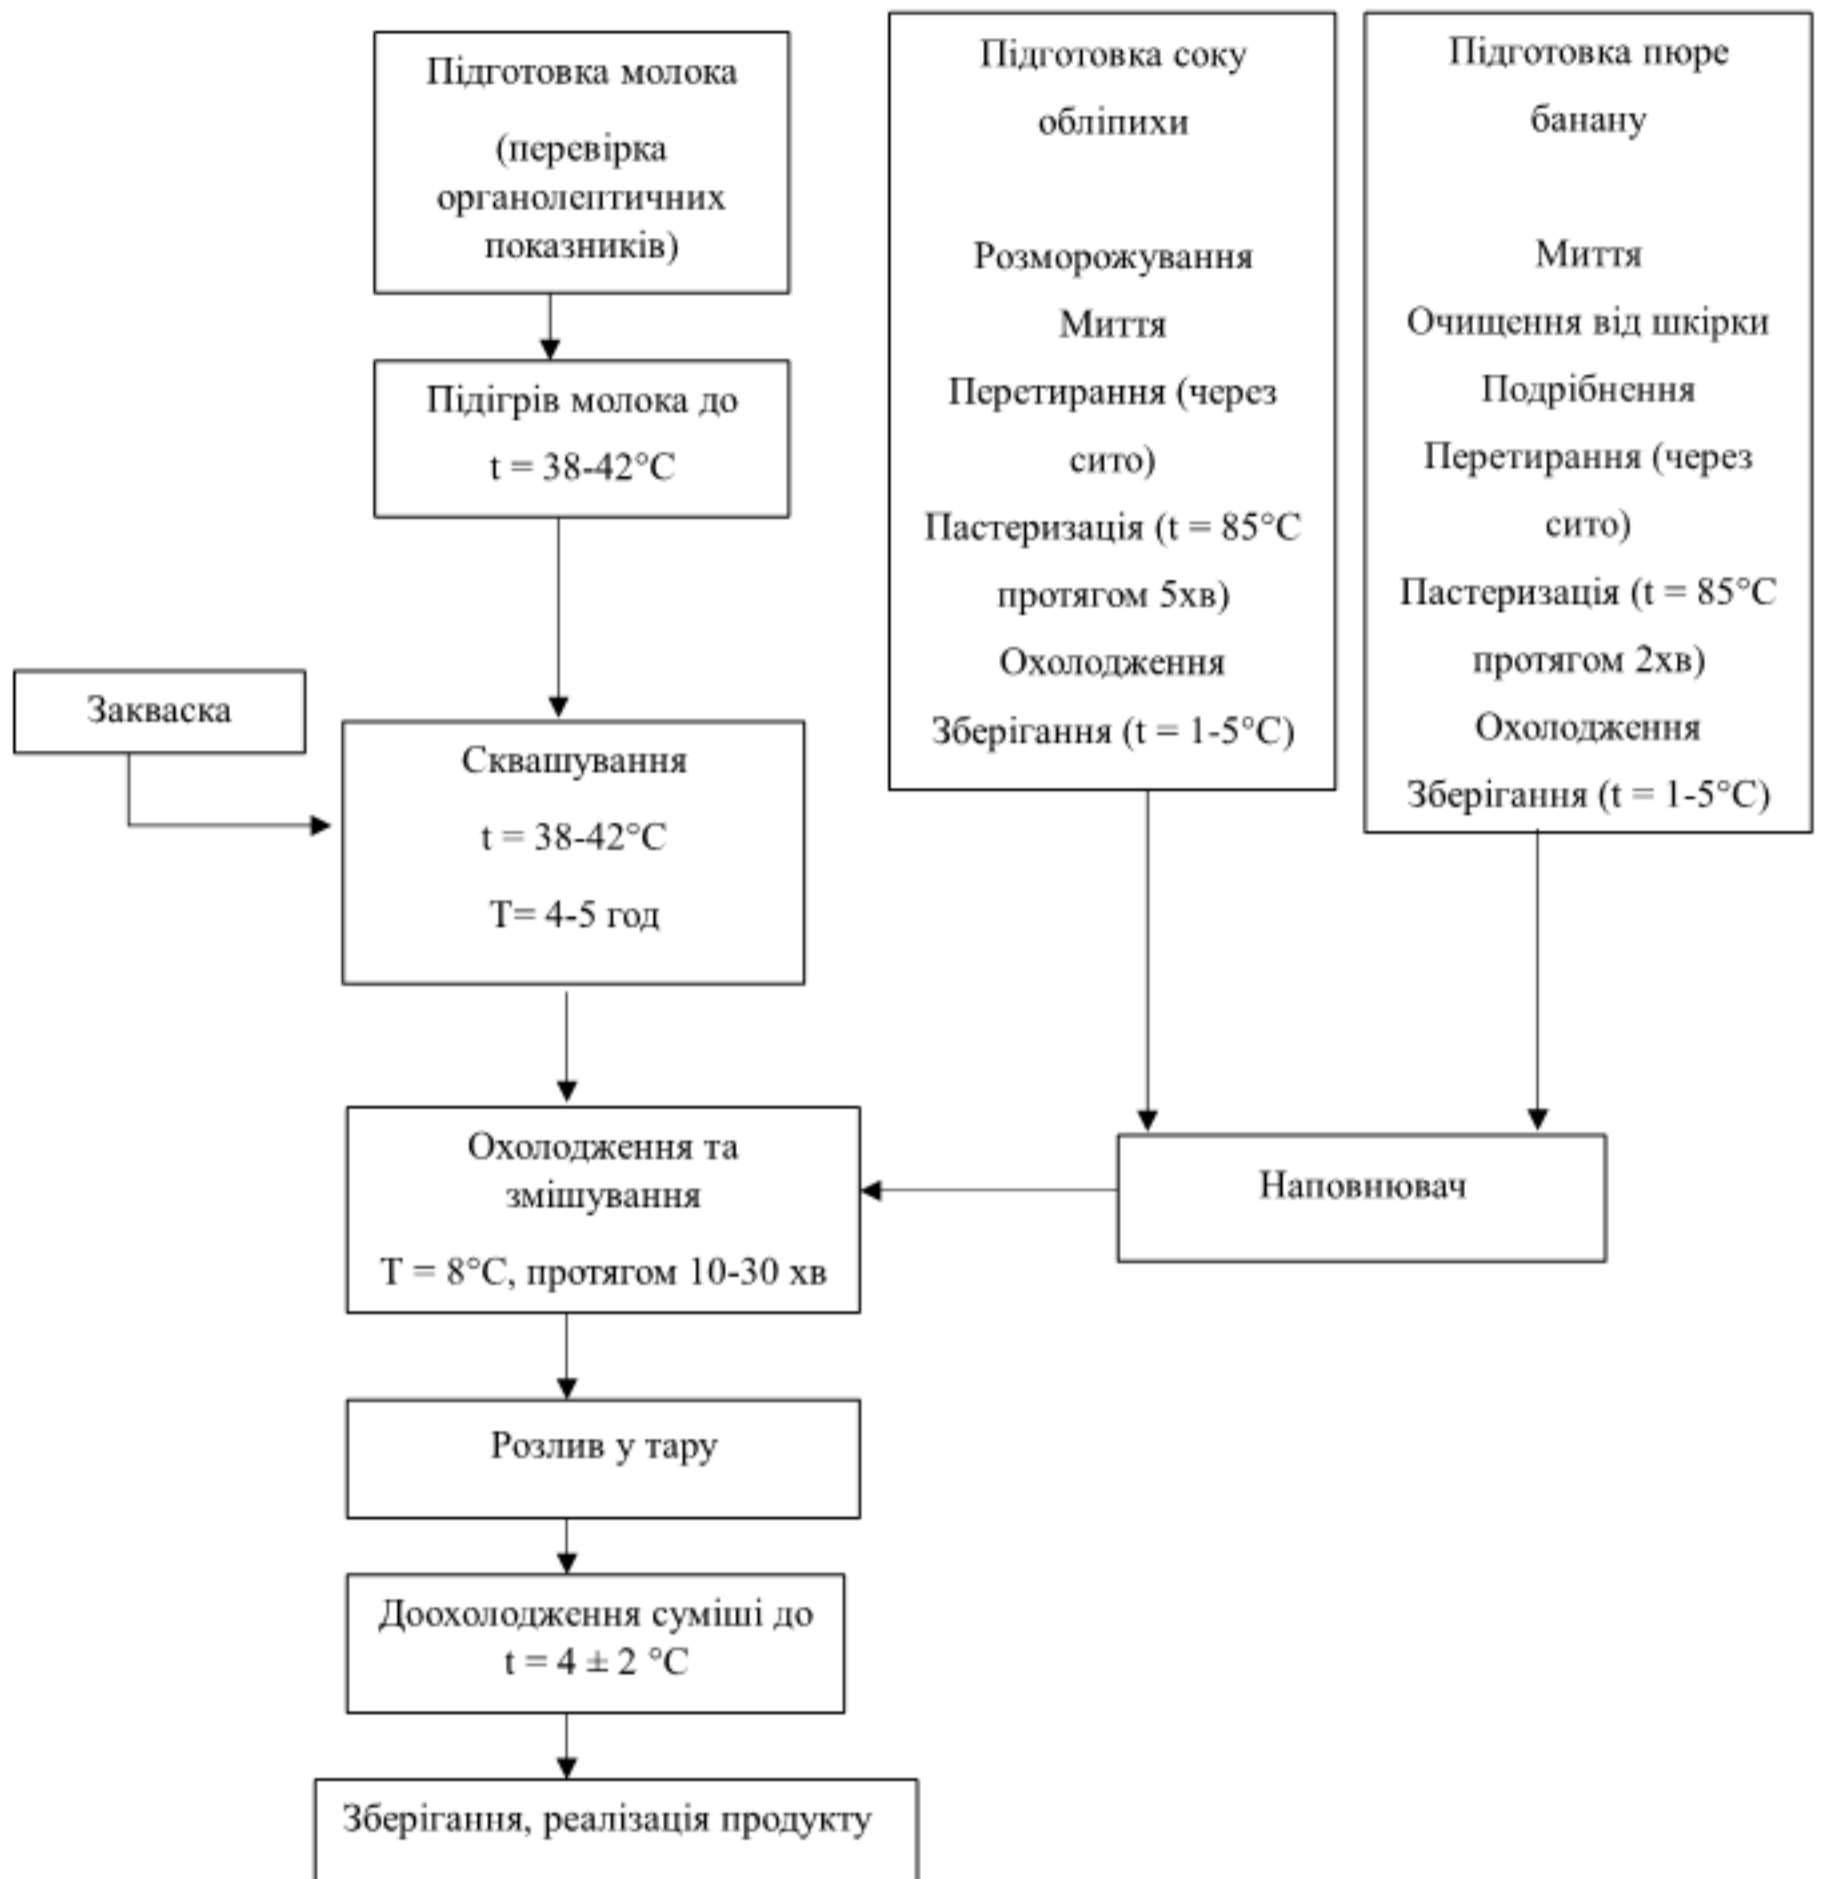 Підготовка молока
(перевірка
органолептичних
показників)
Підігрів молока до
t = 38-42°C
Закваска
Сквашування
t = 38-42°C
T= 4-5 год
Підготовка соку
обліпихи
Розморожування
Миття
Перетирання (через
сито)
Пастеризація (t = 85°C
протягом 5хв)
Охолодження
Зберігання (t = 1-5°C)
Підготовка пюре
банану
Миття
Очищення від шкірки
Подрібнення
Перетирання (через
сито)
Пастеризація (t = 85°C
протягом 2хв)
Охолодження
Зберігання (t = 1-5°C)
Наповнювач
Охолодження та
змішування
T = 8°C, протягом 10-30 хв
Розлив у тару
Доохолодження суміші до
t = 4 ± 2 °C
Зберігання, реалізація продукту